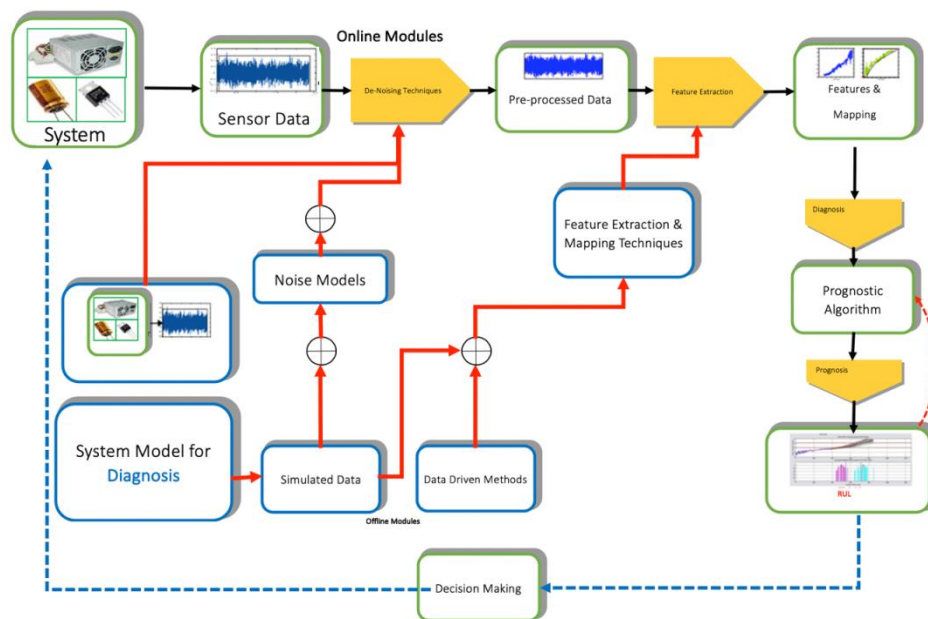 Online Modules
System
Sensor Data
De-Noising Techniques
Pre-processed Data
Feature Extraction
Features &
Mapping
Feature Extraction &
Mapping Techniques
Diagnosis
Noise Models
Prognostic
Algorithm
Prognosis
System Model for
Diagnosis
Simulated Data
Data Driven Methods
RUL
Offline Modules
Decision Making